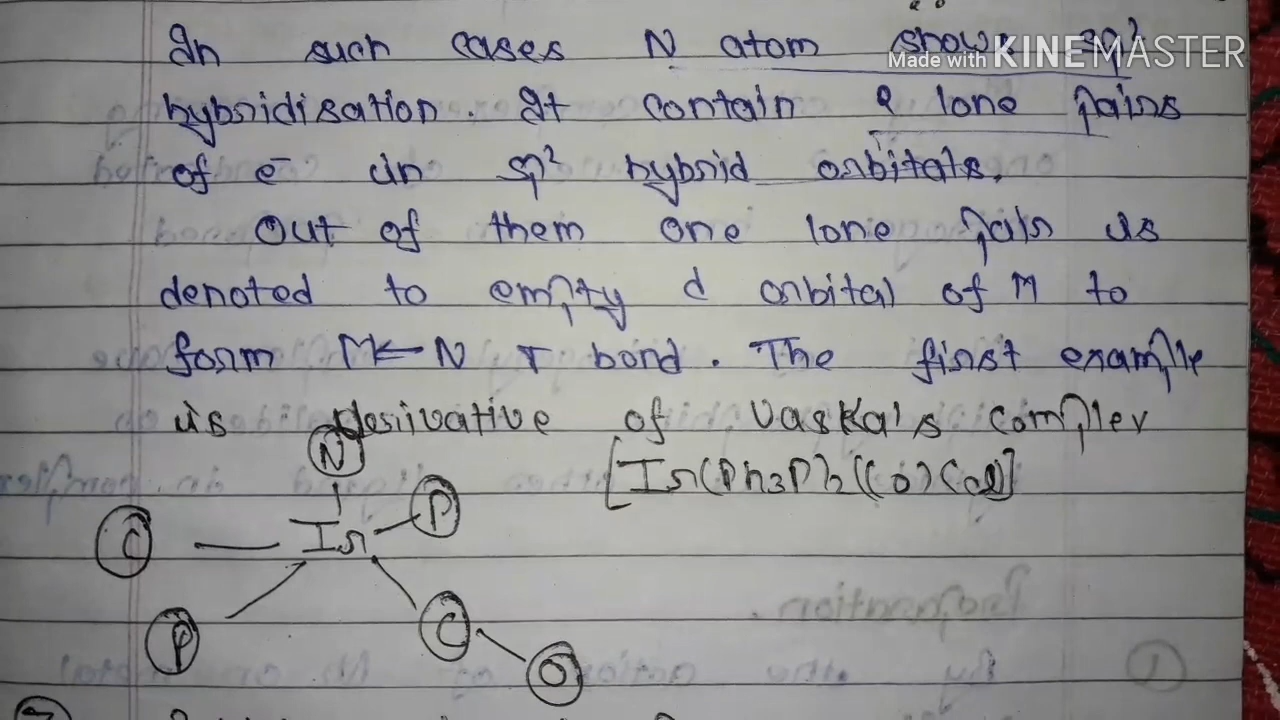 In such cases N atom shows sp²
Made with KINEMASTER
hybridisation. It contain 2 lone pairs
of e⁻ in sp² hybrid orbitals.
Out of them one lone pair is
denoted to empty d orbital of M to
form M←N σ bond. The first example
is derivative of Vaska's complex
[Ir(Ph3P)2(CO)(Cl)]
N
P
C Ir
P
C
O